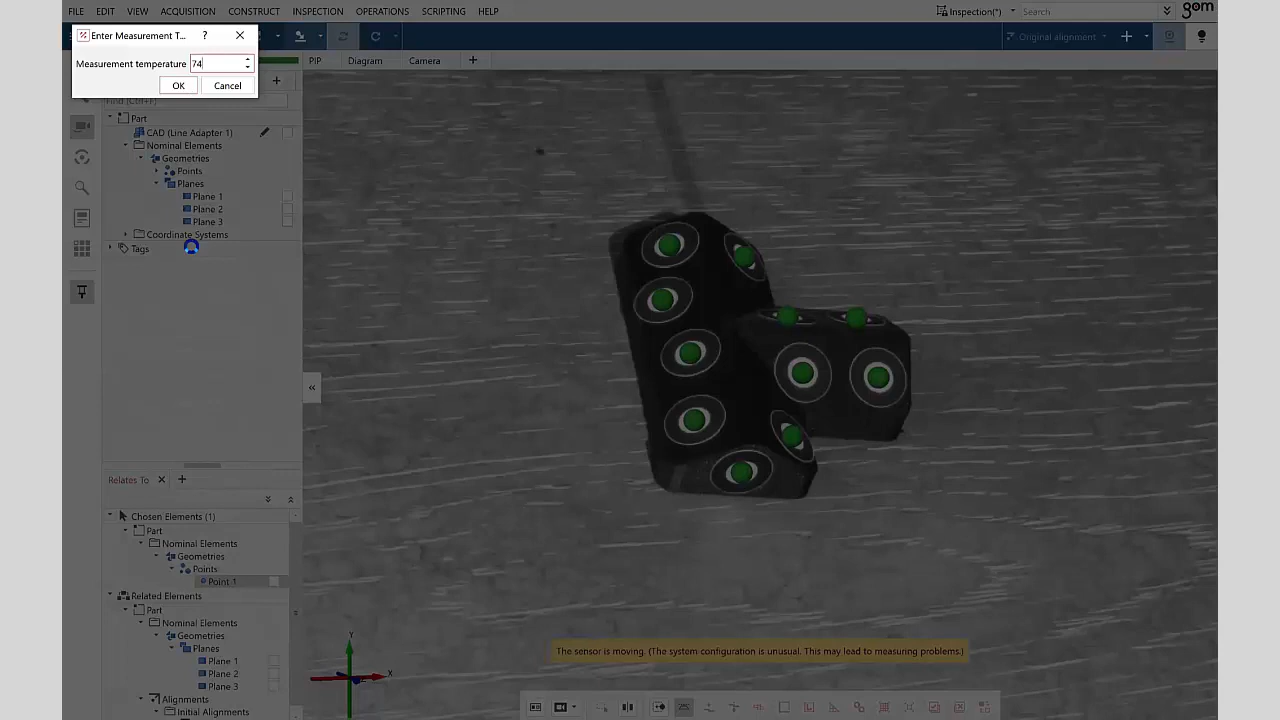 FILE EDIT VIEW ACQUISITION CONSTRUCT INSPECTION OPERATIONS SCRIPTING HELP Inspection(*) Search gom
Enter Measurement T... ?
Original alignment
PIP Diagram Camera
Measurement temperature 74
OK Cancel
Find (Ctrl+F)
Part
CAD (Line Adapter 1)
Nominal Elements
Geometries
Points
Planes
Plane 1
Plane 2
Plane 3
Coordinate Systems
Tags
Relates To
Chosen Elements (1)
Part
Nominal Elements
Geometries
Points
Point 1
Related Elements
Part
Nominal Elements
Geometries
Planes
Plane 1
Plane 2
Plane 3
Alignments
Initial Alignments
Y
X
The sensor is moving. (The system configuration is unusual. This may lead to measuring problems.)